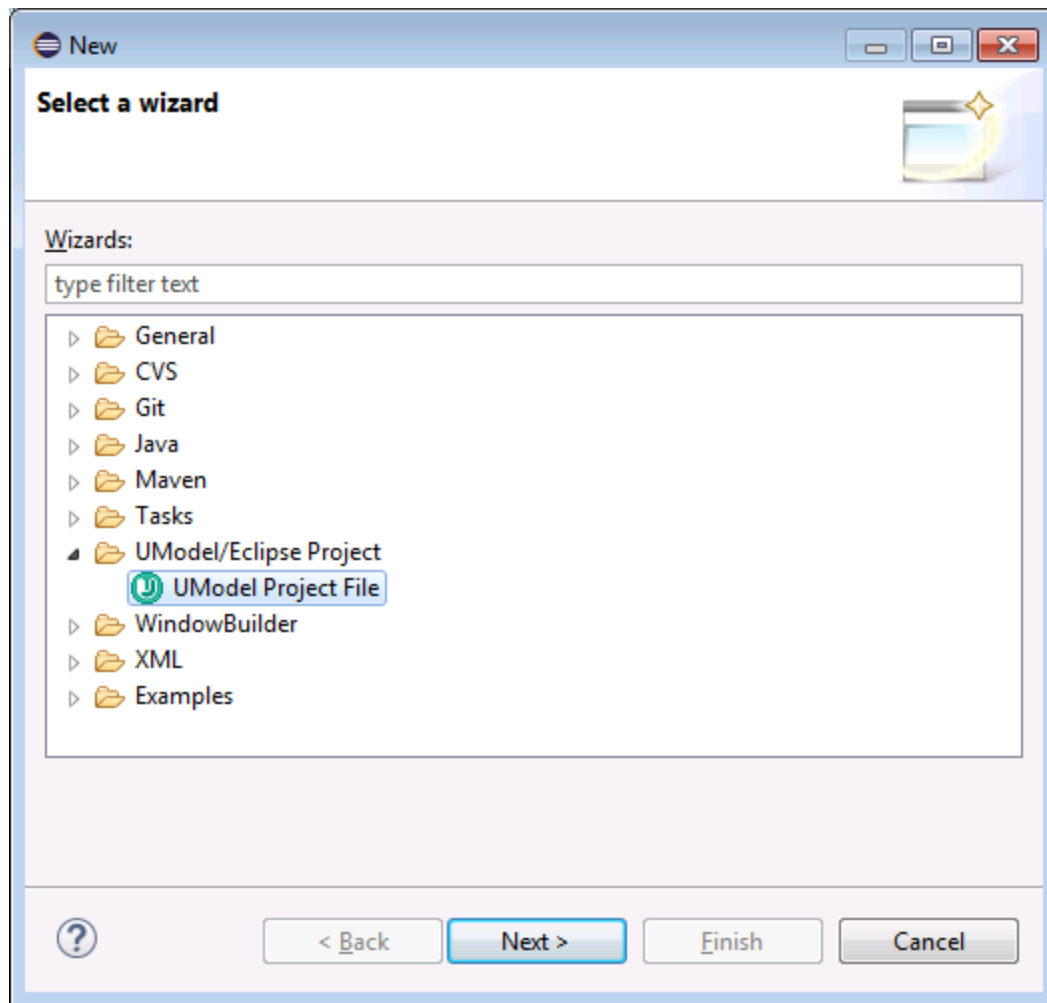 New
Select a wizard
Wizards:
type filter text
General
CVS
Git
Java
Maven
Tasks
UModel/Eclipse Project
UModel Project File
WindowBuilder
XML
Examples
? < Back Next > Finish Cancel